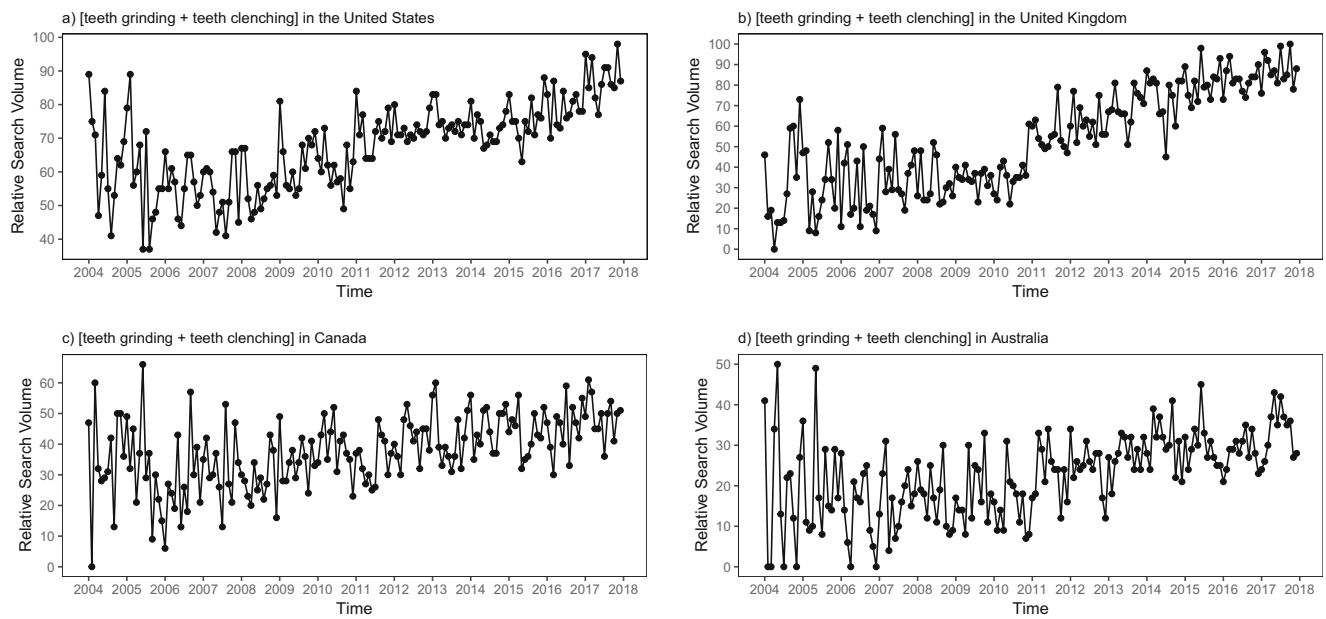 a) [teeth grinding + teeth clenching] in the United States
Relative Search Volume
100
90
80
70
60
50
40
2004 2005 2006 2007 2008 2009 2010 2011 2012 2013 2014 2015 2016 2017 2018
Time
b) [teeth grinding + teeth clenching] in the United Kingdom
Relative Search Volume
100
90
80
70
60
50
40
30
20
10
0
2004 2005 2006 2007 2008 2009 2010 2011 2012 2013 2014 2015 2016 2017 2018
Time
c) [teeth grinding + teeth clenching] in Canada
Relative Search Volume
60
50
40
30
20
10
0
2004 2005 2006 2007 2008 2009 2010 2011 2012 2013 2014 2015 2016 2017 2018
Time
d) [teeth grinding + teeth clenching] in Australia
Relative Search Volume
50
40
30
20
10
0
2004 2005 2006 2007 2008 2009 2010 2011 2012 2013 2014 2015 2016 2017 2018
Time